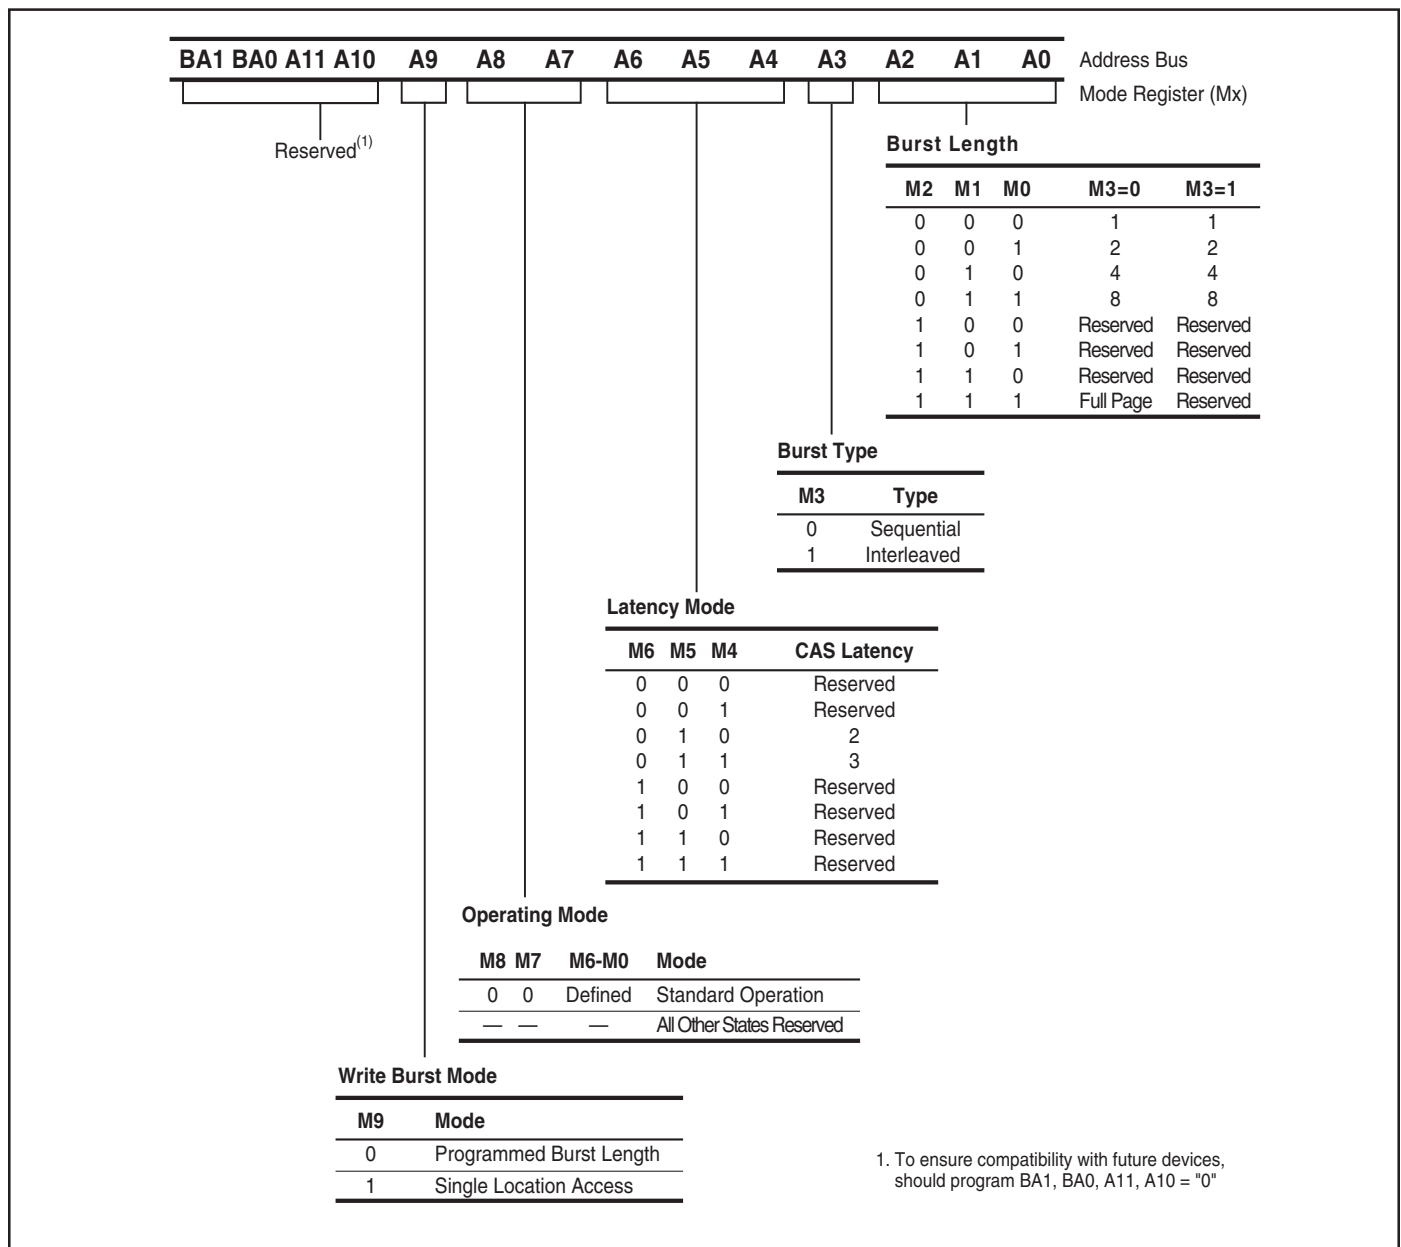 BA1 BA0 A11 A10 A9 A8 A7 A6 A5 A4 A3 A2 A1 A0 Address Bus
Mode Register (Mx)
Reserved(1)
Burst Length
M2 M1 M0 M3=0 M3=1
0 0 0 1 1
0 0 1 2 2
0 1 0 4 4
0 1 1 8 8
1 0 0 Reserved Reserved
1 0 1 Reserved Reserved
1 1 0 Reserved Reserved
1 1 1 Full Page Reserved
Burst Type
M3 Type
0 Sequential
1 Interleaved
Latency Mode
M6 M5 M4 CAS Latency
0 0 0 Reserved
0 0 1 Reserved
0 1 0 2
0 1 1 3
1 0 0 Reserved
1 0 1 Reserved
1 1 0 Reserved
1 1 1 Reserved
Operating Mode
M8 M7 M6-M0 Mode
0 0 Defined Standard Operation
— — — All Other States Reserved
Write Burst Mode
M9 Mode
0 Programmed Burst Length
1 Single Location Access
1. To ensure compatibility with future devices,
should program BA1, BA0, A11, A10 = "0"